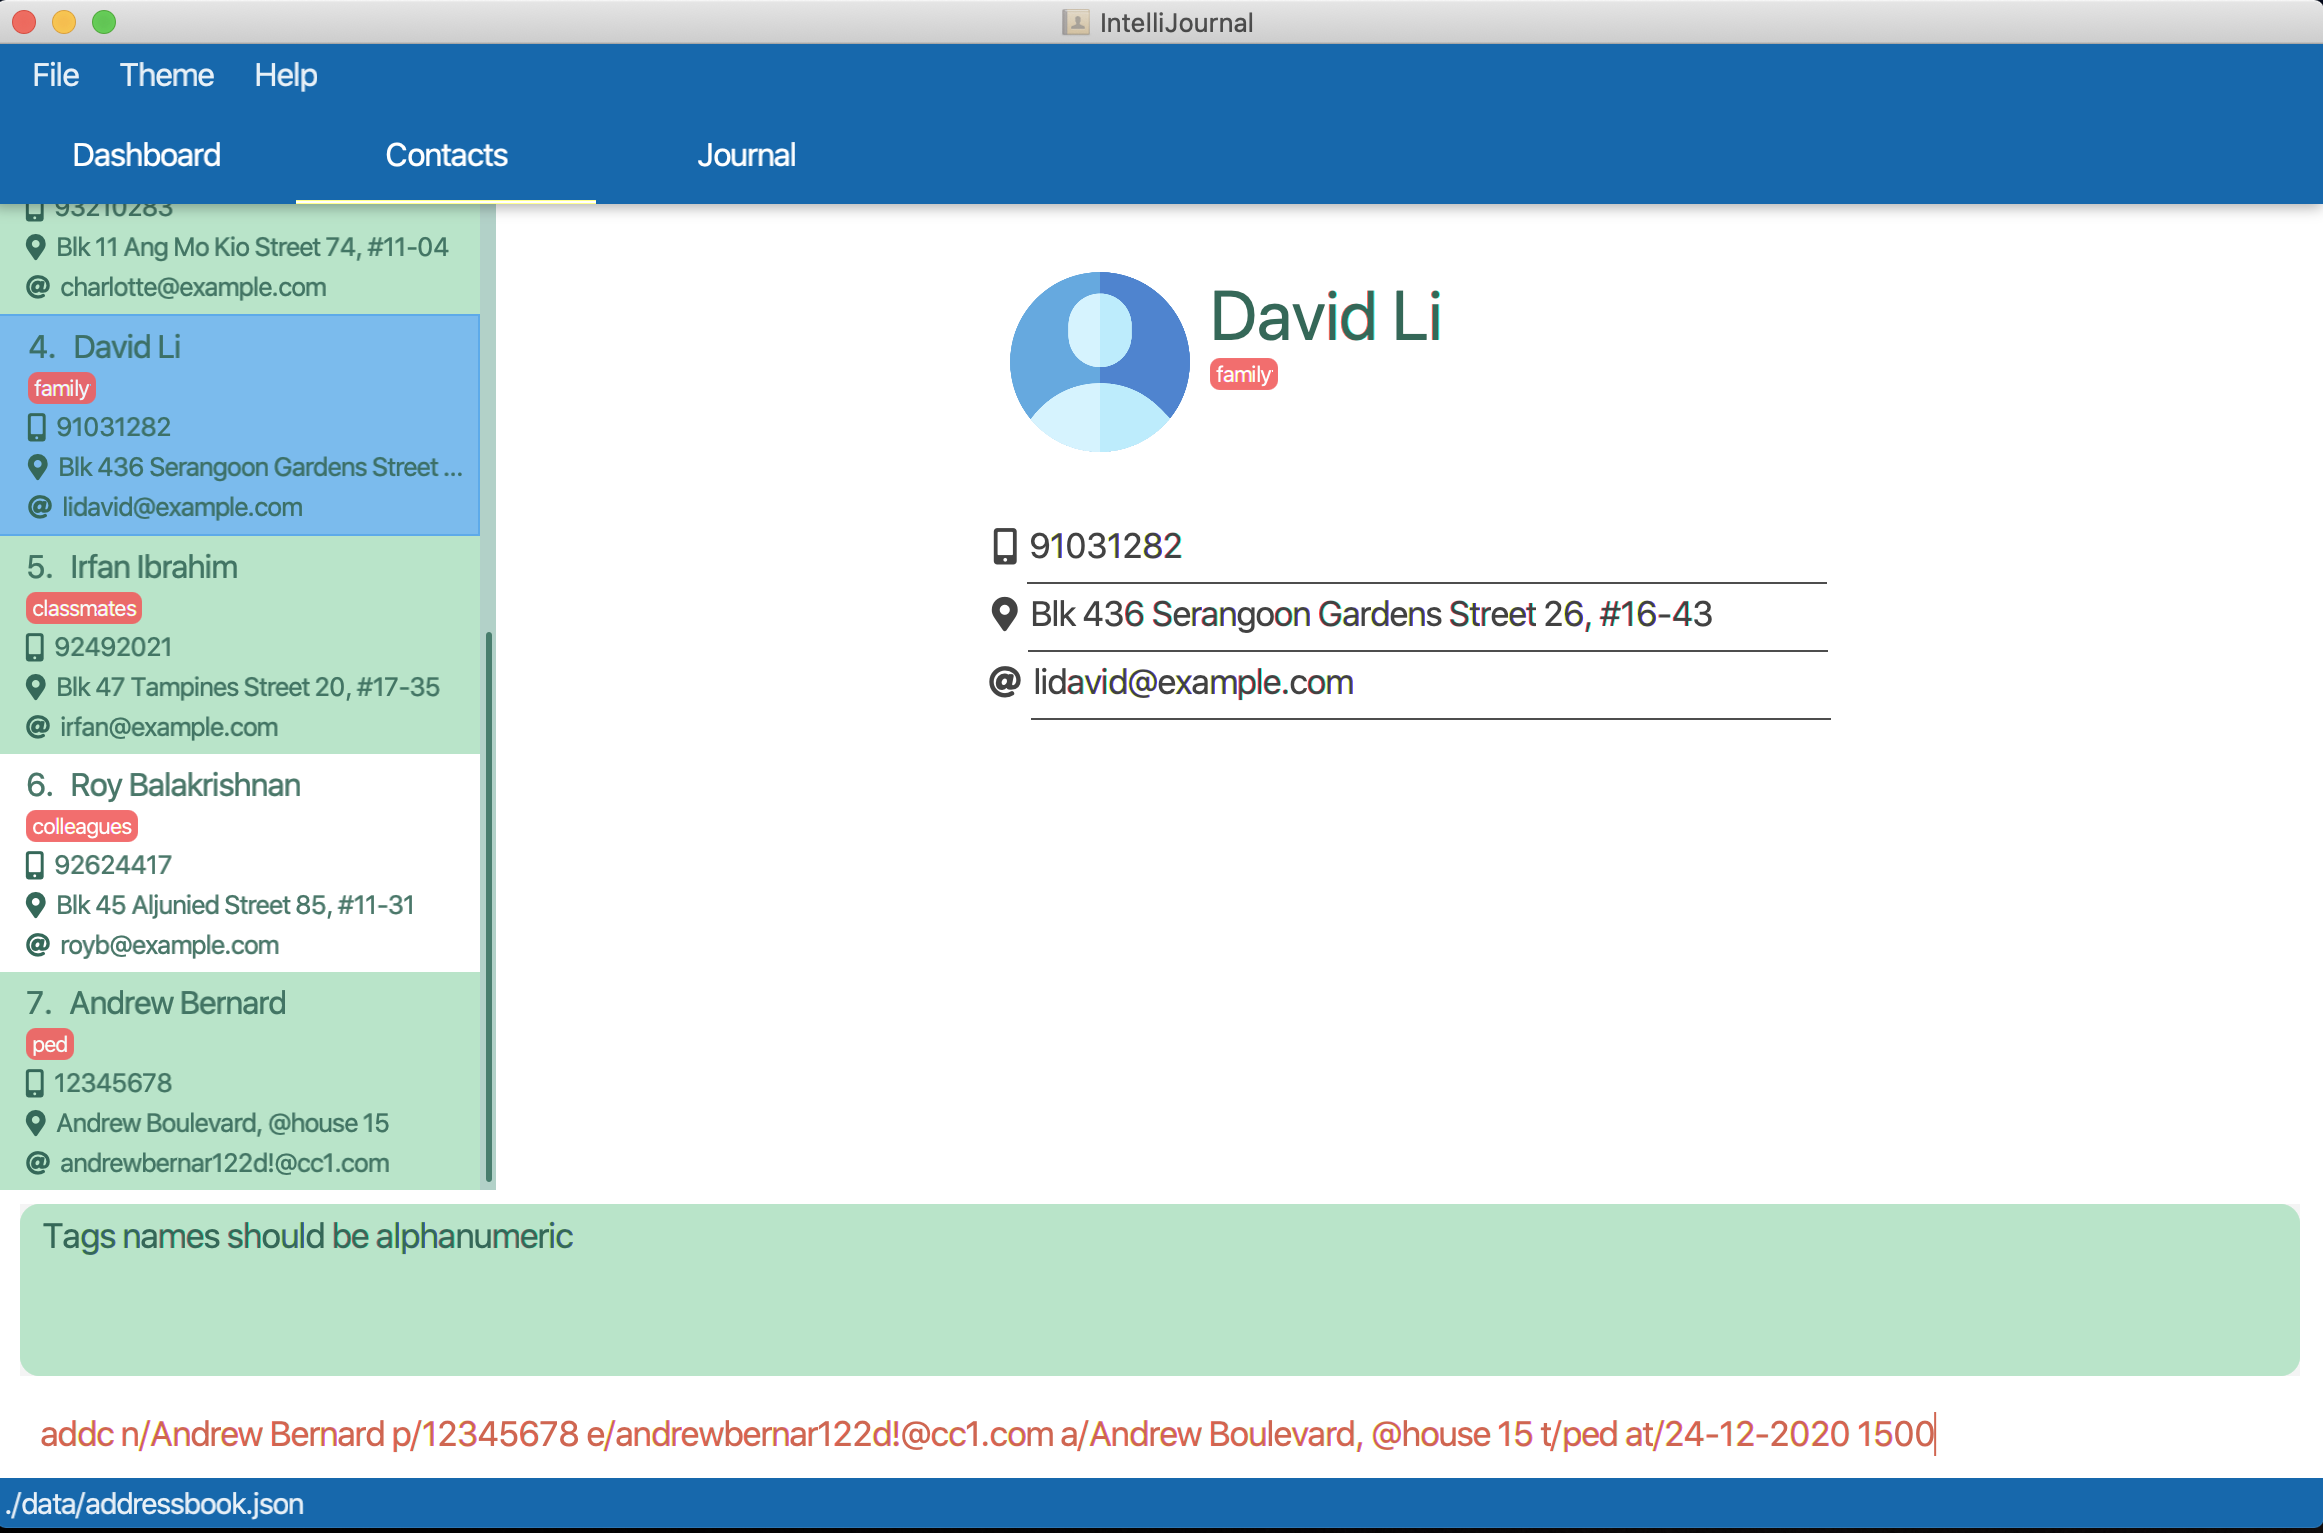 IntelliJournal
File Theme Help
Dashboard Contacts Journal
93210283
Blk 11 Ang Mo Kio Street 74, #11-04
charlotte@example.com
4. David Li
family
91031282
Blk 436 Serangoon Gardens Street ...
lidavid@example.com
5. Irfan Ibrahim
classmates
92492021
Blk 47 Tampines Street 20, #17-35
irfan@example.com
6. Roy Balakrishnan
colleagues
92624417
Blk 45 Aljunied Street 85, #11-31
royb@example.com
7. Andrew Bernard
ped
12345678
Andrew Boulevard, @house 15
andrewbernar122d!@cc1.com
David Li
family
91031282
Blk 436 Serangoon Gardens Street 26, #16-43
lidavid@example.com
Tags names should be alphanumeric
addc n/Andrew Bernard p/12345678 e/andrewbernar122d!@cc1.com a/Andrew Boulevard, @house 15 t/ped at/24-12-2020 1500
./data/addressbook.json